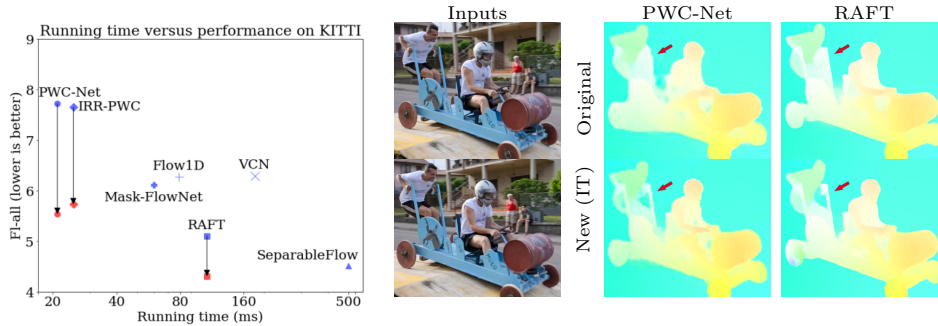 Running time versus performance on KITTI
Fl-all (lower is better)
9
8
7
6
5
4
PWC-Net
IRR-PWC
Flow1D
VCN
Mask-FlowNet
RAFT
SeparableFlow
20 40 80 160 500
Running time (ms)
Inputs PWC-Net RAFT
Original
New (IT)